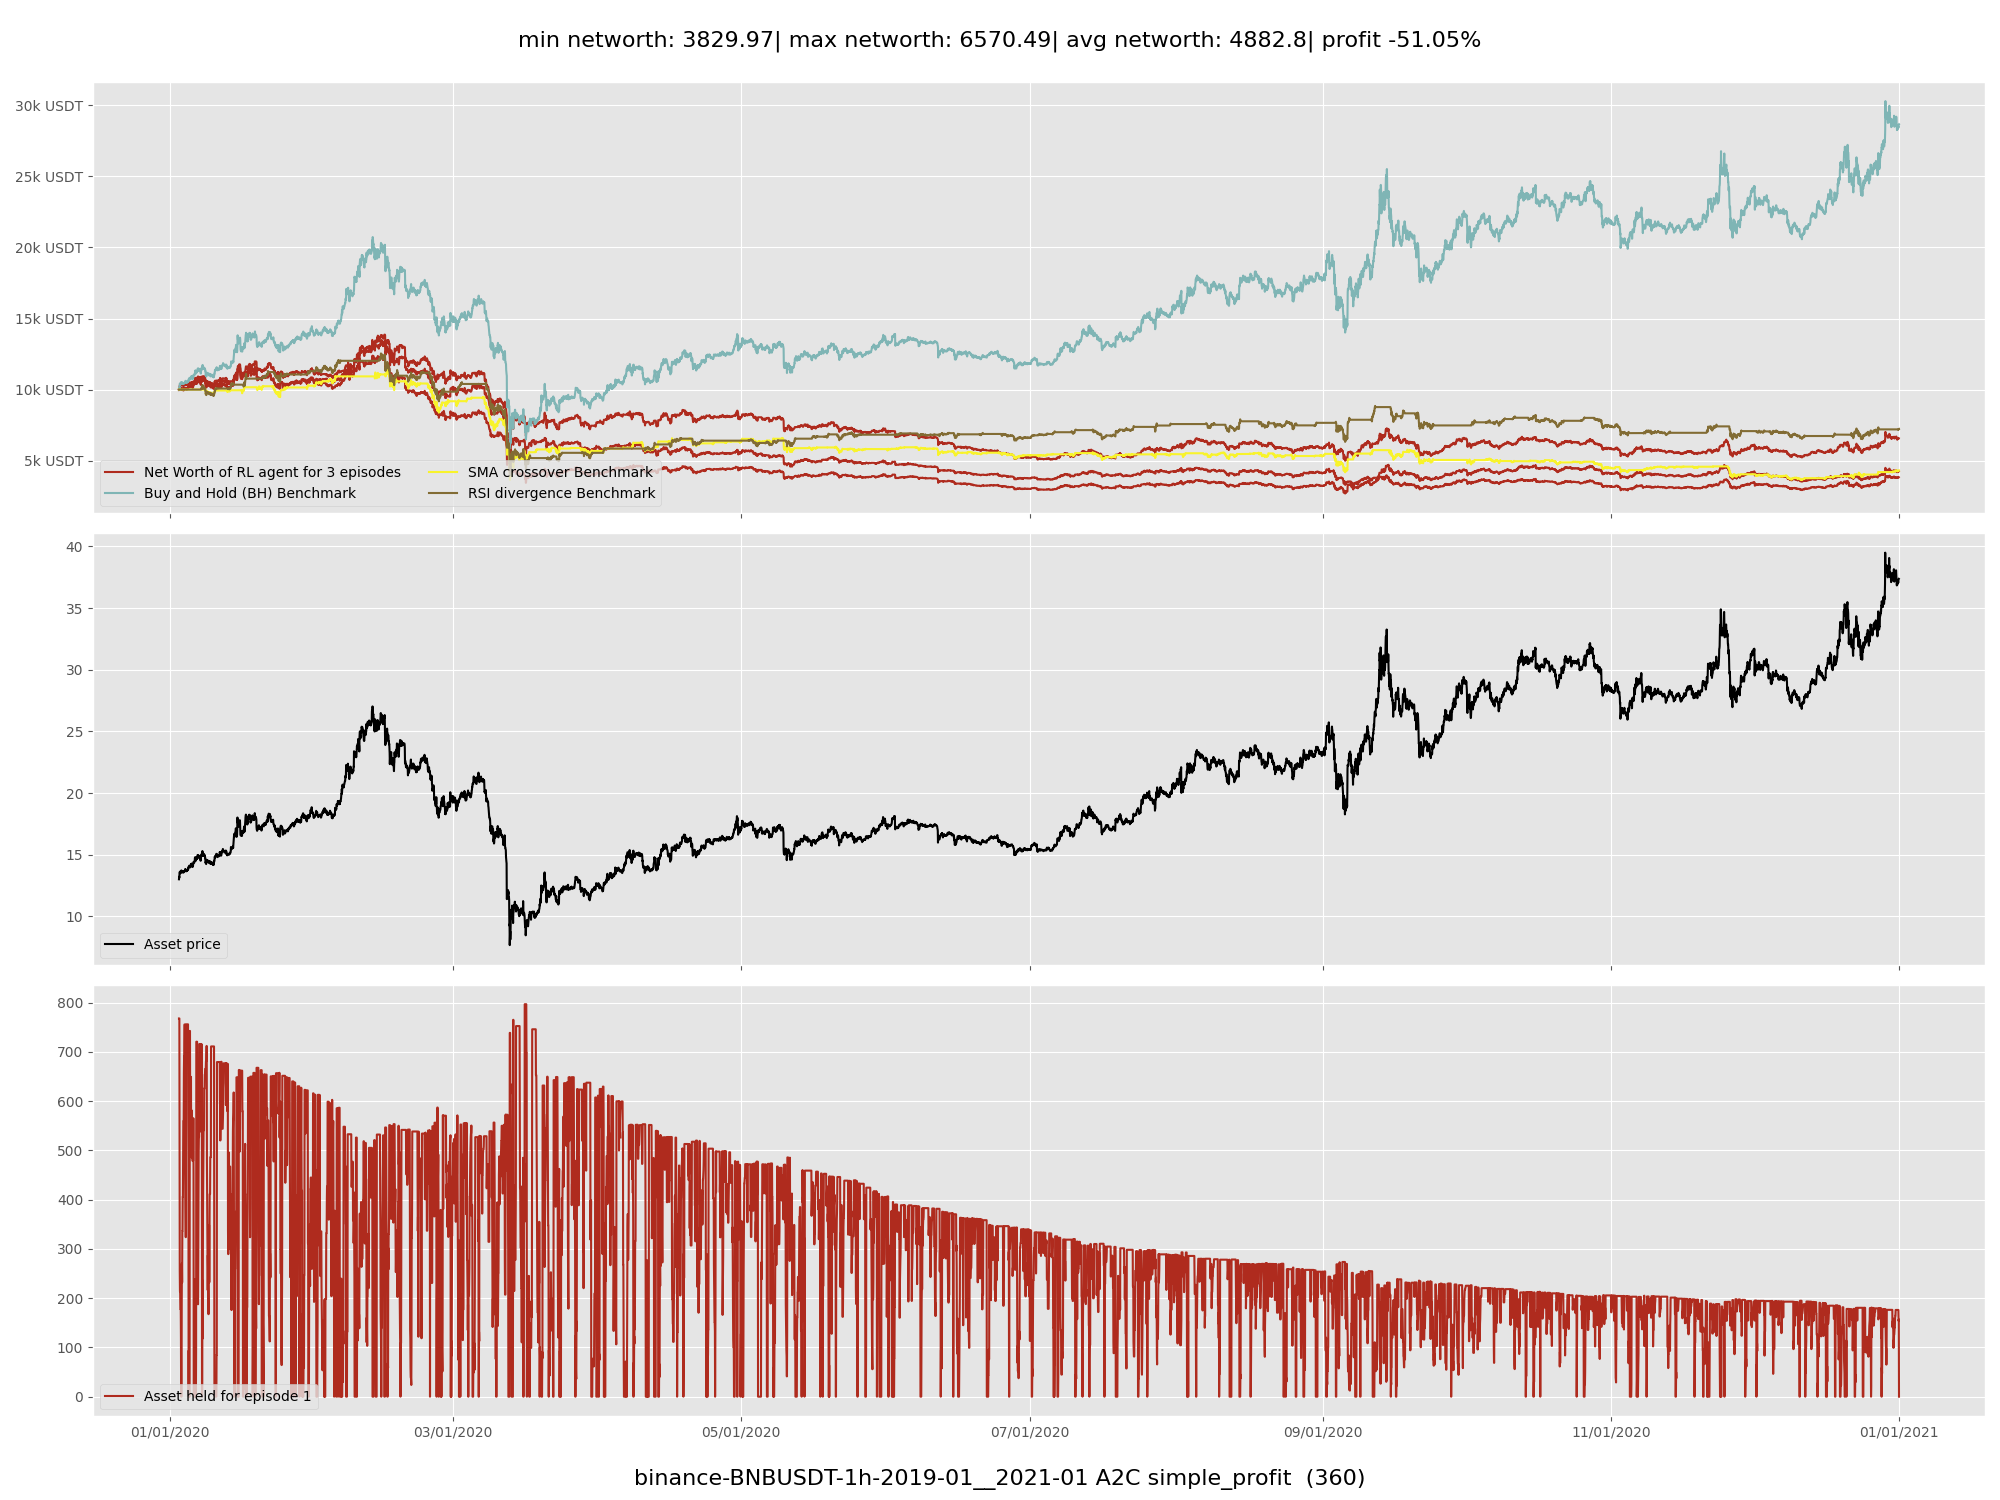 min networth: 3829.97| max networth: 6570.49| avg networth: 4882.8| profit -51.05%
30k USDT
25k USDT
20k USDT
15k USDT
10k USDT
5k USDT
Net Worth of RL agent for 3 episodes
Buy and Hold (BH) Benchmark
SMA crossover Benchmark
RSI divergence Benchmark
40
35
30
25
20
15
10
Asset price
800
700
600
500
400
300
200
100
0
Asset held for episode 1
01/01/2020 03/01/2020 05/01/2020 07/01/2020 09/01/2020 11/01/2020 01/01/2021
binance-BNBUSDT-1h-2019-01__2021-01 A2C simple_profit (360)